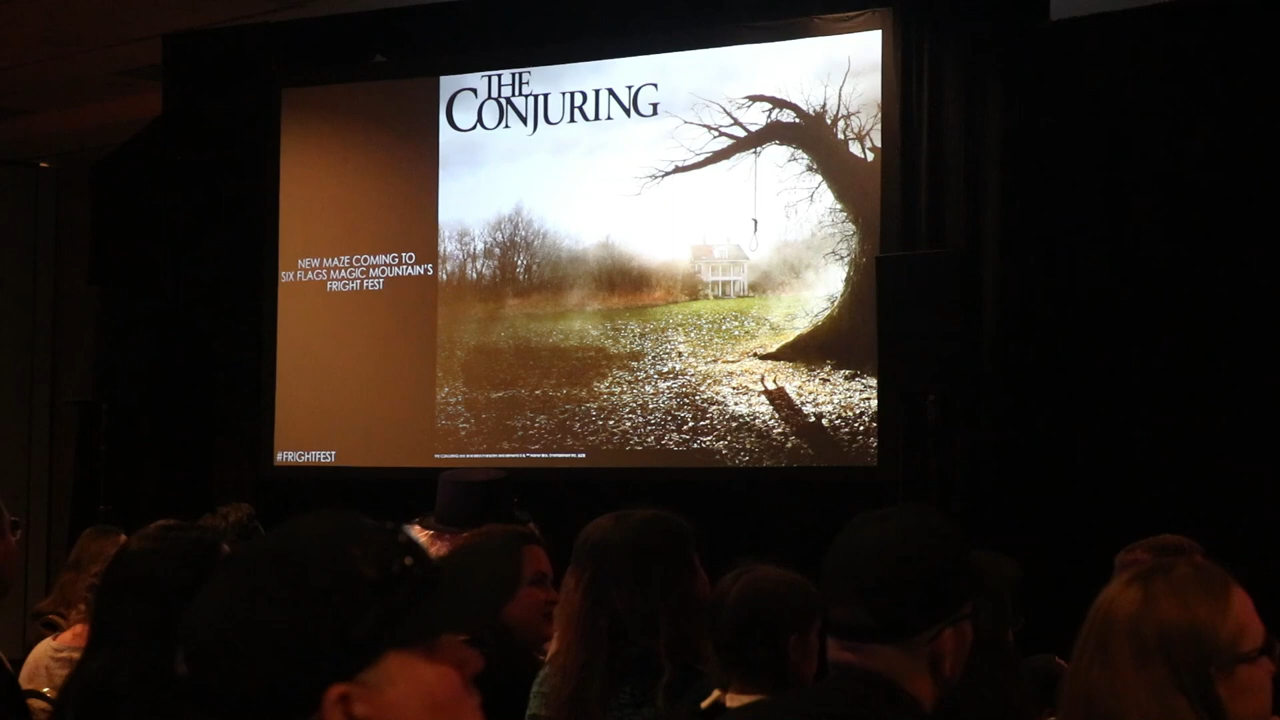 THE
CONJURING
NEW MAZE COMING TO
SIX FLAGS MAGIC MOUNTAIN'S
FRIGHT FEST
#FRIGHTFEST